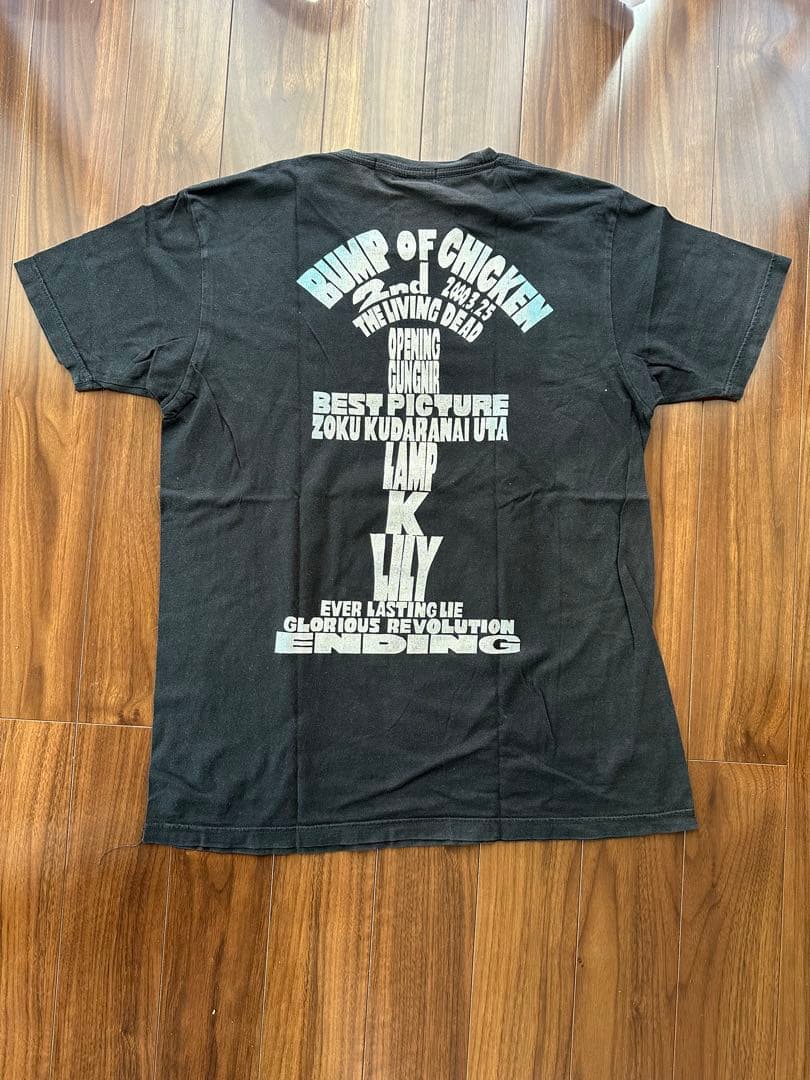 BUMP OF CHICKEN
2nd 2000.3.25
THE LIVING DEAD
OPENING
GUNGNIR
BEST PICTURE
ZOKU KUDARANAI UTA
LAMP
K
LILY
EVER LASTING LIE
GLORIOUS REVOLUTION
ENDING